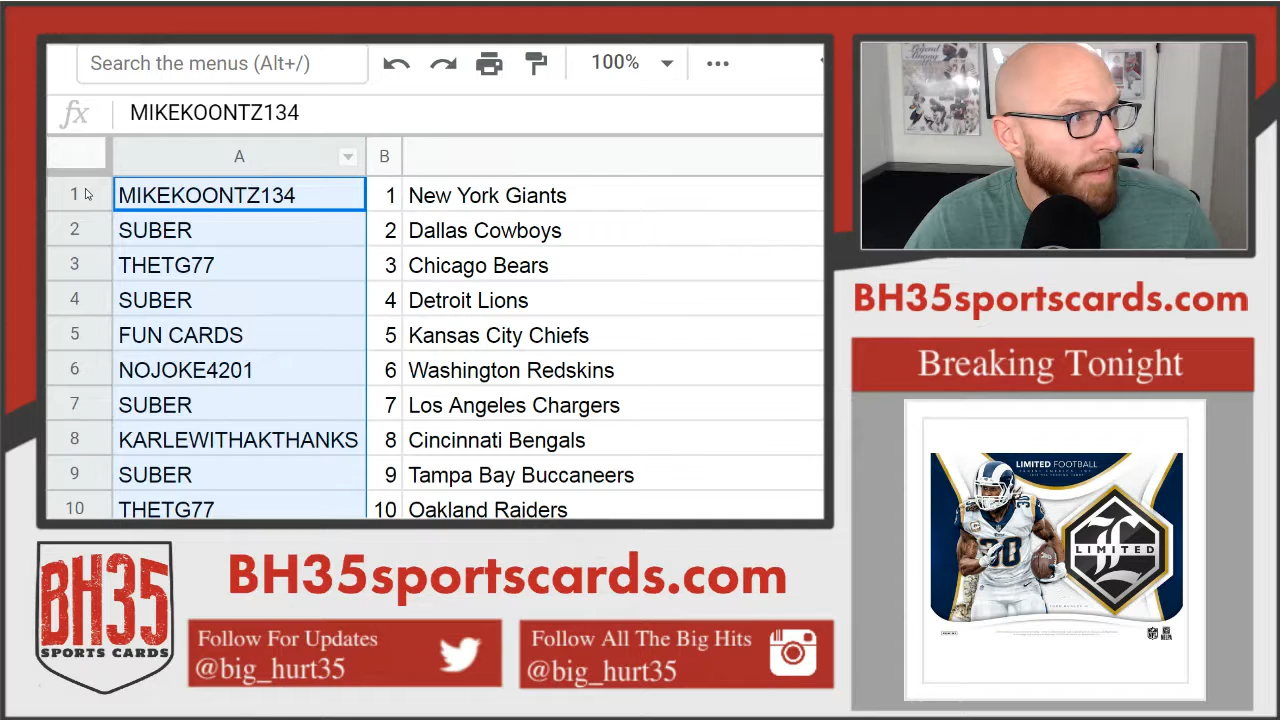 Search the menus (Alt+/)
100%
fx
MIKEKOONTZ134
A
B
1 MIKEKOONTZ134 1 New York Giants
2 SUBER 2 Dallas Cowboys
3 THETG77 3 Chicago Bears
4 SUBER 4 Detroit Lions
5 FUN CARDS 5 Kansas City Chiefs
6 NOJOKE4201 6 Washington Redskins
7 SUBER 7 Los Angeles Chargers
8 KARLEWITHAKTHANKS 8 Cincinnati Bengals
9 SUBER 9 Tampa Bay Buccaneers
10 THETG77 10 Oakland Raiders
BH35sportscards.com
Breaking Tonight
LIMITED FOOTBALL
30
30
LIMITED
BH35
SPORTS CARDS
BH35sportscards.com
Follow For Updates
@big_hurt35
Follow All The Big Hits
@big_hurt35